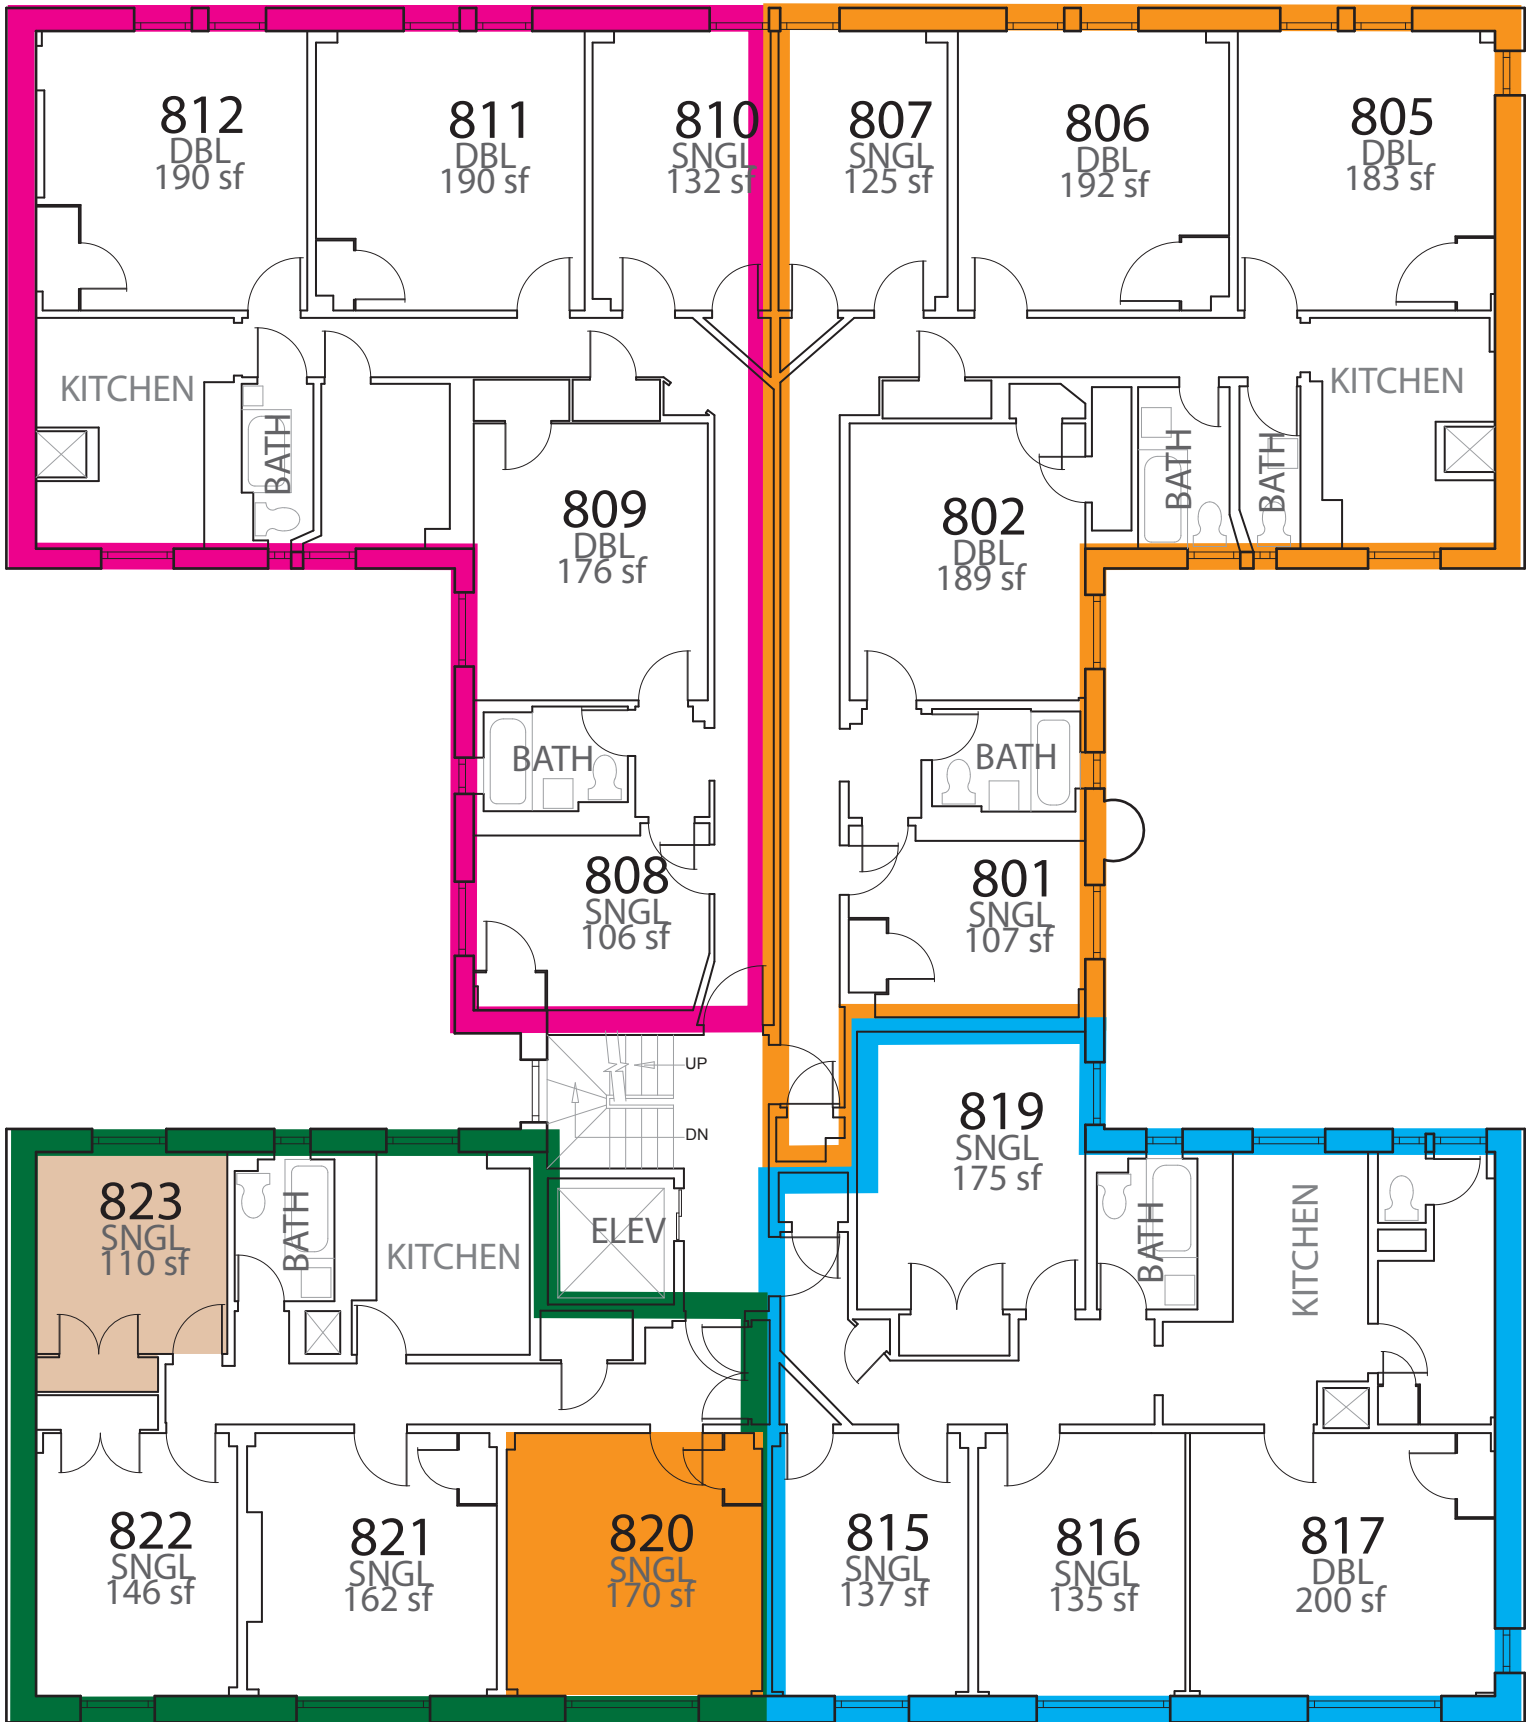 812
DBL
190 sf
811
DBL
190 sf
810
SNGL
132 sf
807
SNGL
125 sf
806
DBL
192 sf
805
DBL
183 sf
KITCHEN
BATH
809
DBL
176 sf
802
DBL
189 sf
BATH
BATH
KITCHEN
BATH
BATH
808
SNGL
106 sf
801
SNGL
107 sf
UP
DN
819
SNGL
175 sf
823
SNGL
110 sf
BATH
KITCHEN
ELEV
BATH
KITCHEN
822
SNGL
146 sf
821
SNGL
162 sf
820
SNGL
170 sf
815
SNGL
137 sf
816
SNGL
135 sf
817
DBL
200 sf